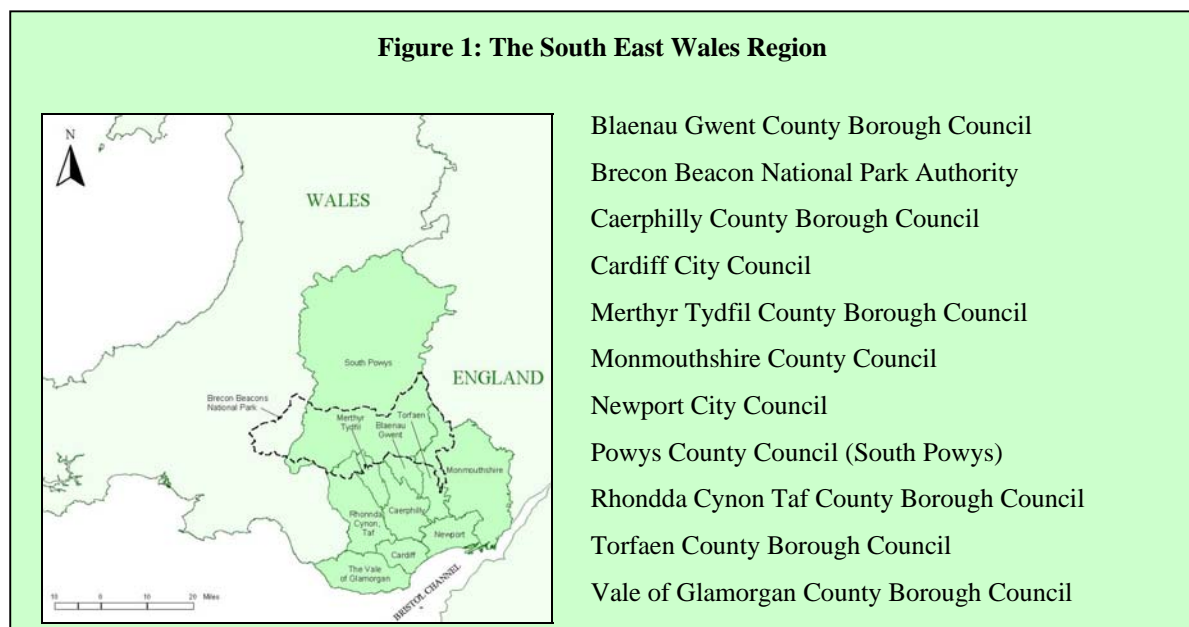 Figure 1: The South East Wales Region
N
WALES
ENGLAND
South Powys
Brecon Beacons
National Park
Merthyr
Tydfil
Torfaen
Blaenau
Gwent
Monmouthshire
Rhonnda
Cynon,
Taf
Caerphilly
Newport
Cardiff
The Vale
of Glamorgan
BRISTOL CHANNEL
10 5 0 10 20 Miles
Blaenau Gwent County Borough Council
Brecon Beacon National Park Authority
Caerphilly County Borough Council
Cardiff City Council
Merthyr Tydfil County Borough Council
Monmouthshire County Council
Newport City Council
Powys County Council (South Powys)
Rhondda Cynon Taf County Borough Council
Torfaen County Borough Council
Vale of Glamorgan County Borough Council